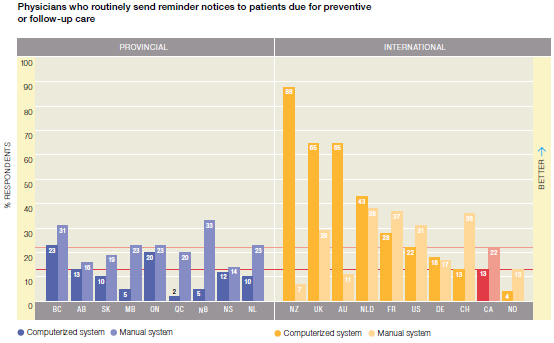 Physicians who routinely send reminder notices to patients due for preventive
or follow-up care
PROVINCIAL INTERNATIONAL
% RESPONDENTS
100
90
80
70
60
50
40
30
20
10
0
23 31 13 16 10 19 5 23 20 23 2 20 5 33 12 14 10 23
88 7 65 29 65 11 43 38 28 37 22 31 18 17 13 36 13 22 4 13
BC AB SK MB ON QC NB NS NL NZ UK AU NLD FR US DE CH CA NO
BETTER
Computerized system Manual system Computerized system Manual system